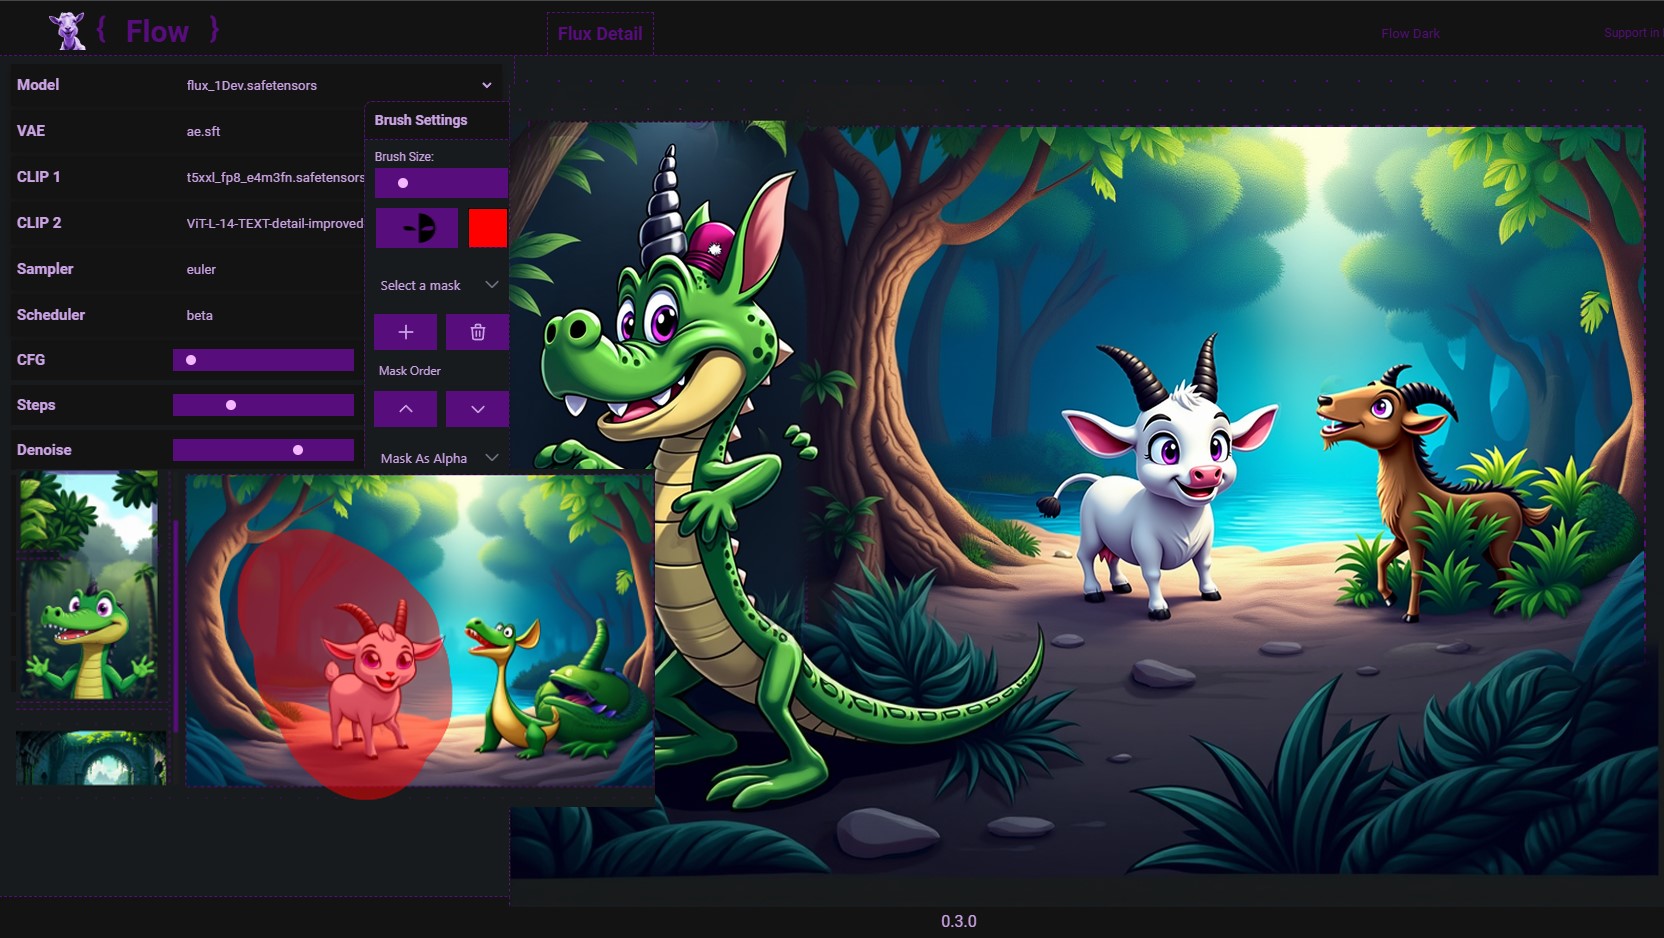 { Flow }
Flux Detail
Flow Dark
Support in
Model
flux_1Dev.safetensors
Brush Settings
VAE
ae.sft
Brush Size:
CLIP 1
t5xxl_fp8_e4m3fn.safetensors
CLIP 2
ViT-L-14-TEXT-detail-improved
Sampler
euler
Select a mask
Scheduler
beta
CFG
Mask Order
Steps
Denoise
Mask As Alpha
0.3.0